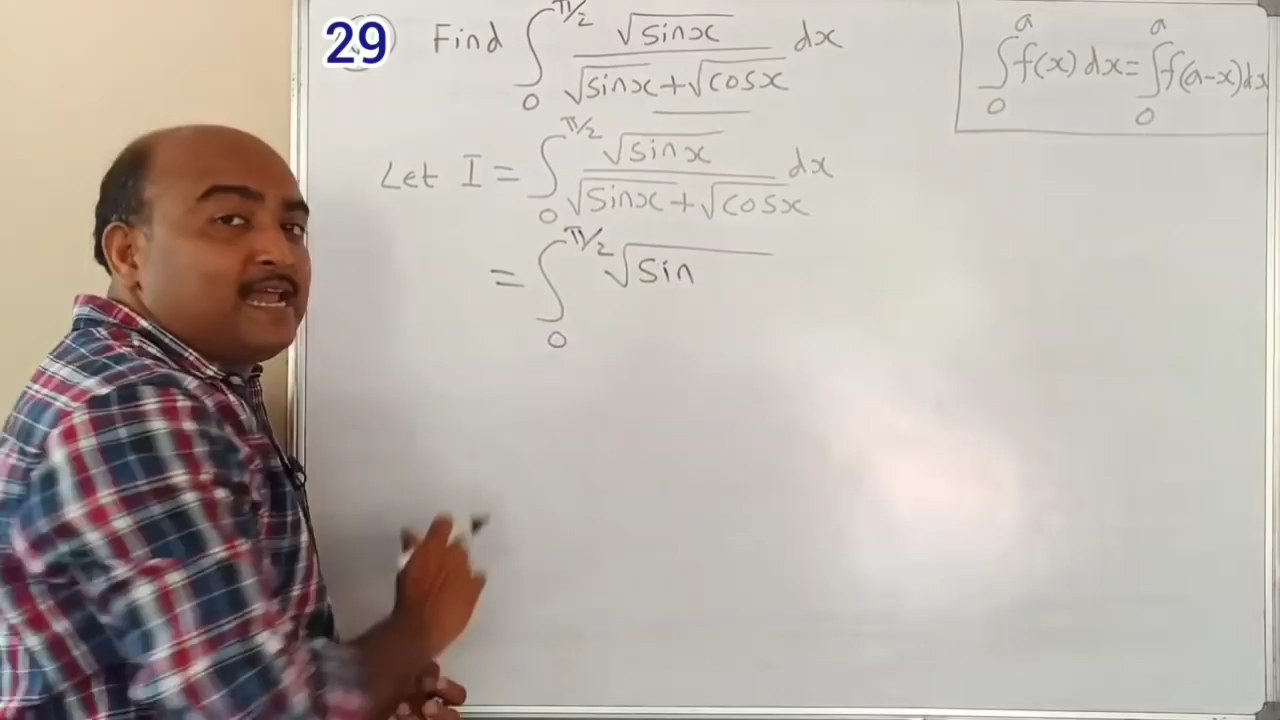 29 Find ∫₀^π/2 √sinx / (√sinx+√cosx) dx
∫₀^a f(x) dx = ∫₀^a f(a-x)dx
Let I = ∫₀^π/2 √sinx / (√sinx+√cosx) dx
= ∫₀^π/2 √sin